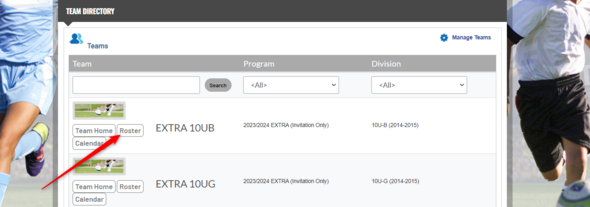 TEAM DIRECTORY
Teams
Manage Teams
Team Program Division
Search <All> <All>
Team Home Roster
Calendar
EXTRA 10UB 2023/2024 EXTRA (Invitation Only) 10U-B (2014-2015)
Team Home Roster
Calendar
EXTRA 10UG 2023/2024 EXTRA (Invitation Only) 10U-G (2014-2015)